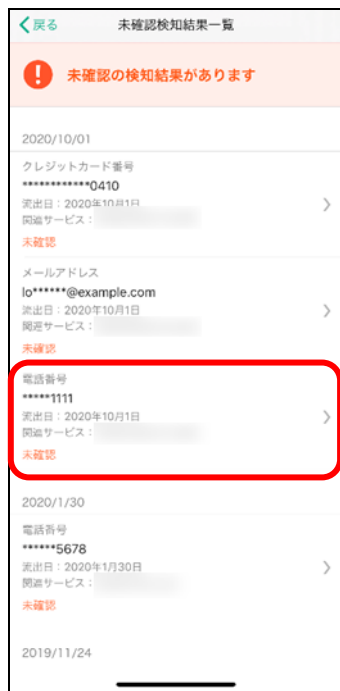 戻る 未確認検知結果一覧
未確認の検知結果があります
2020/10/01
クレジットカード番号
************0410
流出日：2020年10月1日
関連サービス：
未確認
メールアドレス
lo******@example.com
流出日：2020年10月1日
関連サービス：
未確認
電話番号
*****1111
流出日：2020年10月1日
関連サービス：
未確認
2020/1/30
電話番号
******5678
流出日：2020年1月30日
関連サービス：
未確認
2019/11/24